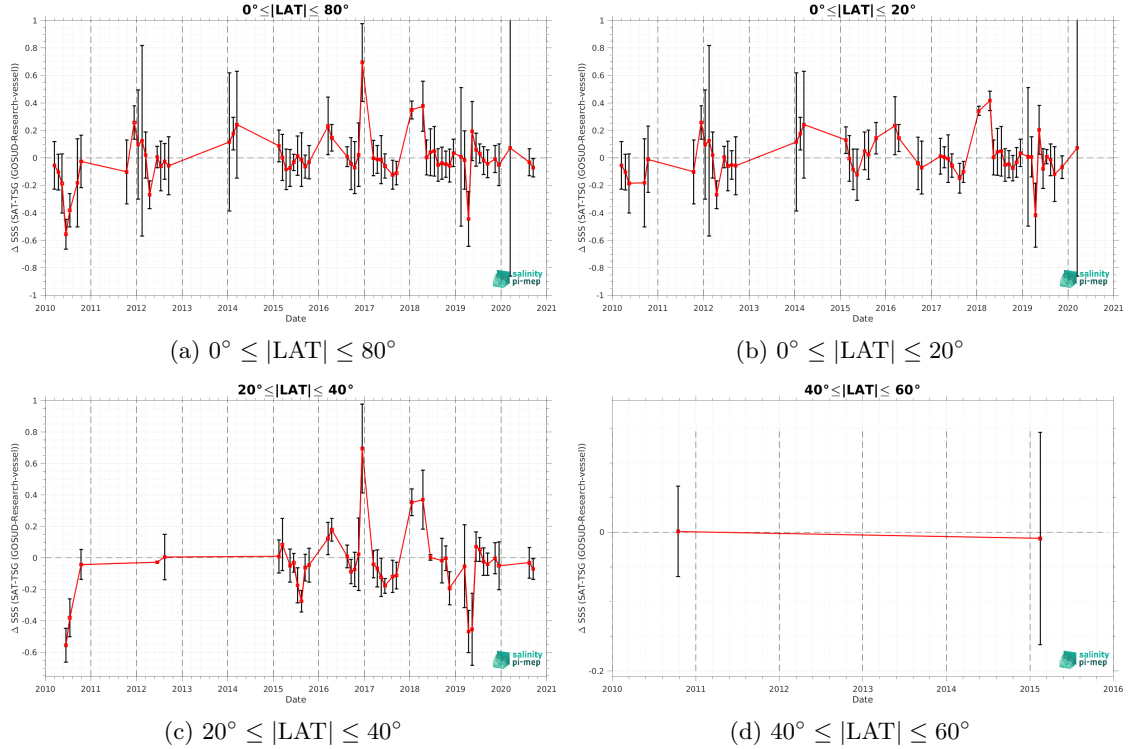 0°≤|LAT|≤ 80°
Δ SSS (SAT-TSG (GOSUD-Research-vessel))
1
0.8
0.6
0.4
0.2
0
-0.2
-0.4
-0.6
-0.8
-1
2010 2011 2012 2013 2014 2015 2016 2017 2018 2019 2020 2021
Date
salinity
pi-mep
(a) 0° ≤ |LAT| ≤ 80°
0°≤|LAT|≤ 20°
Δ SSS (SAT-TSG (GOSUD-Research-vessel))
1
0.8
0.6
0.4
0.2
0
-0.2
-0.4
-0.6
-0.8
-1
2010 2011 2012 2013 2014 2015 2016 2017 2018 2019 2020 2021
Date
salinity
pi-mep
(b) 0° ≤ |LAT| ≤ 20°
20°≤|LAT|≤ 40°
Δ SSS (SAT-TSG (GOSUD-Research-vessel))
1
0.8
0.6
0.4
0.2
0
-0.2
-0.4
-0.6
2010 2011 2012 2013 2014 2015 2016 2017 2018 2019 2020 2021
Date
salinity
pi-mep
(c) 20° ≤ |LAT| ≤ 40°
40°≤|LAT|≤ 60°
Δ SSS (SAT-TSG (GOSUD-Research-vessel))
0
-0.2
2010 2011 2012 2013 2014 2015 2016
Date
salinity
pi-mep
(d) 40° ≤ |LAT| ≤ 60°